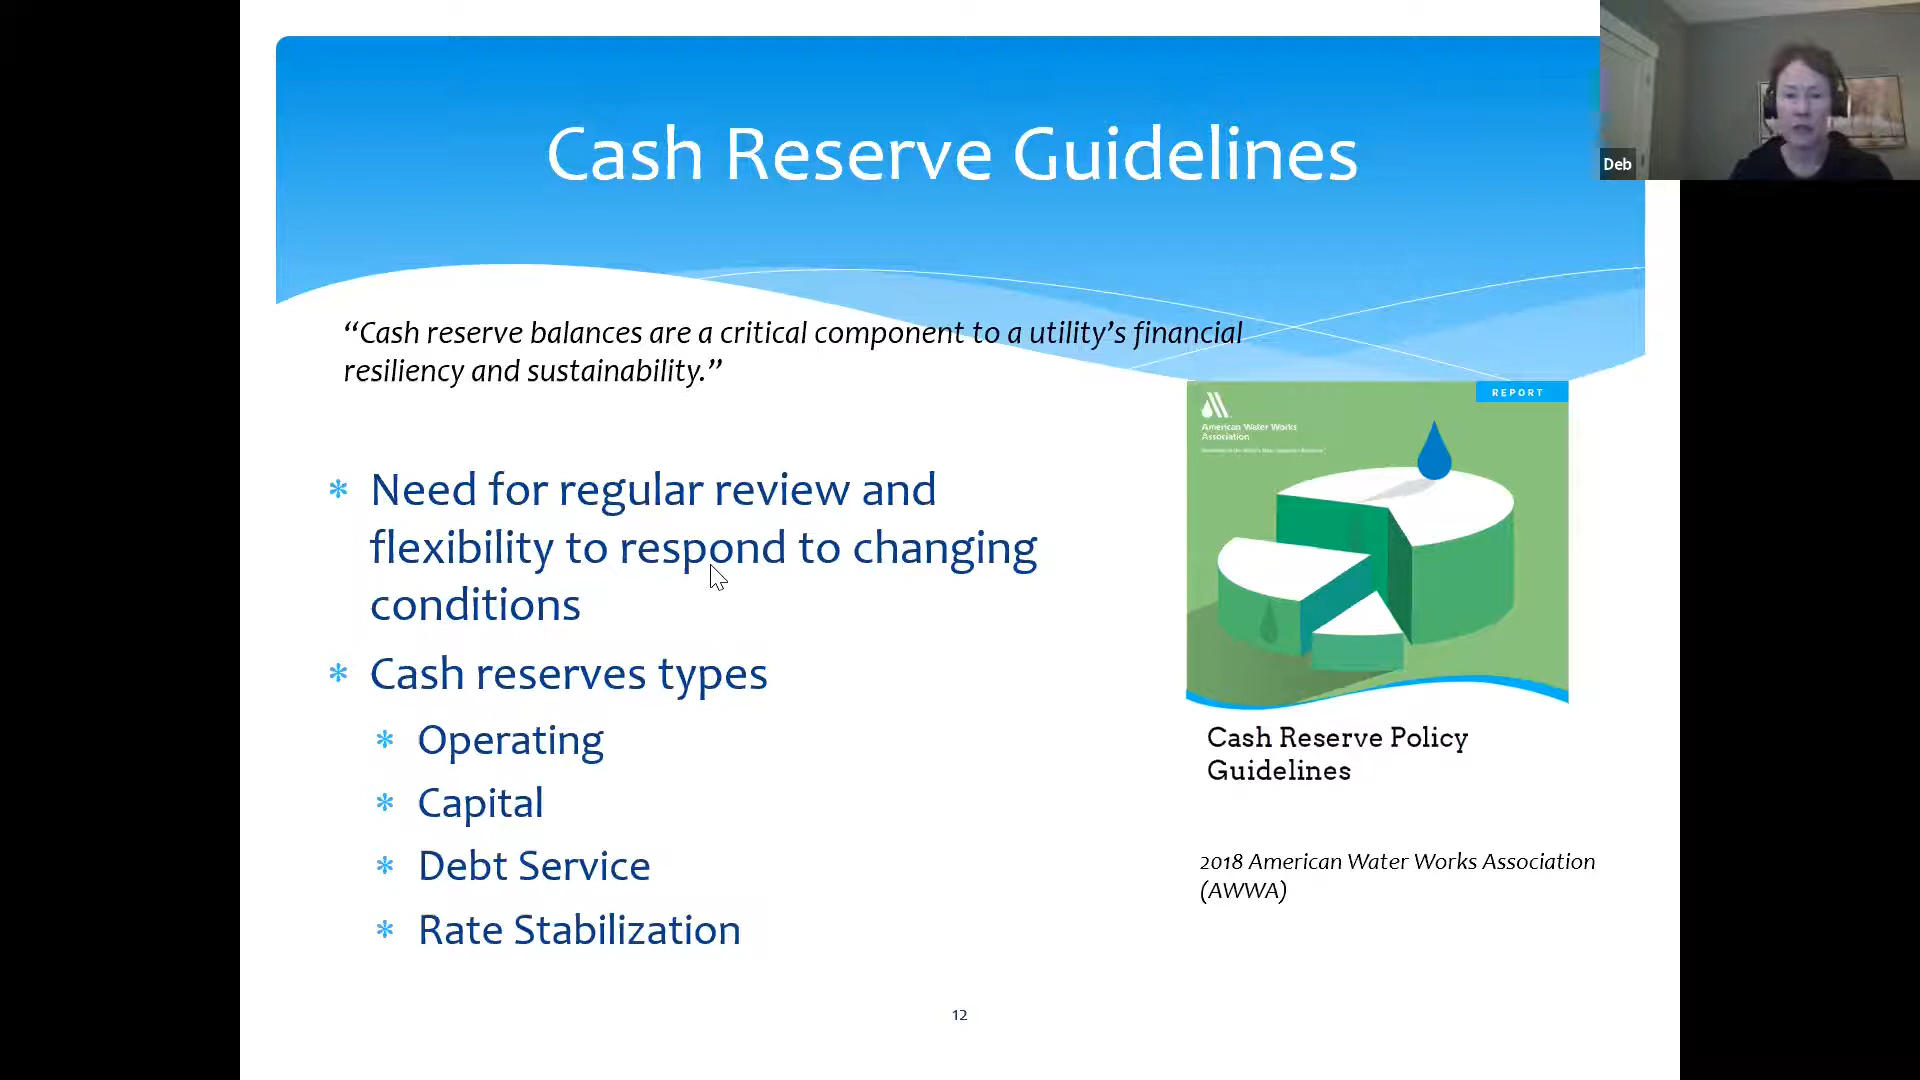 Cash Reserve Guidelines
Deb
“Cash reserve balances are a critical component to a utility’s financial
resiliency and sustainability.”
* Need for regular review and
flexibility to respond to changing
conditions
* Cash reserves types
* Operating
* Capital
* Debt Service
* Rate Stabilization
REPORT
American Water Works
Association
Cash Reserve Policy
Guidelines
2018 American Water Works Association
(AWWA)
12